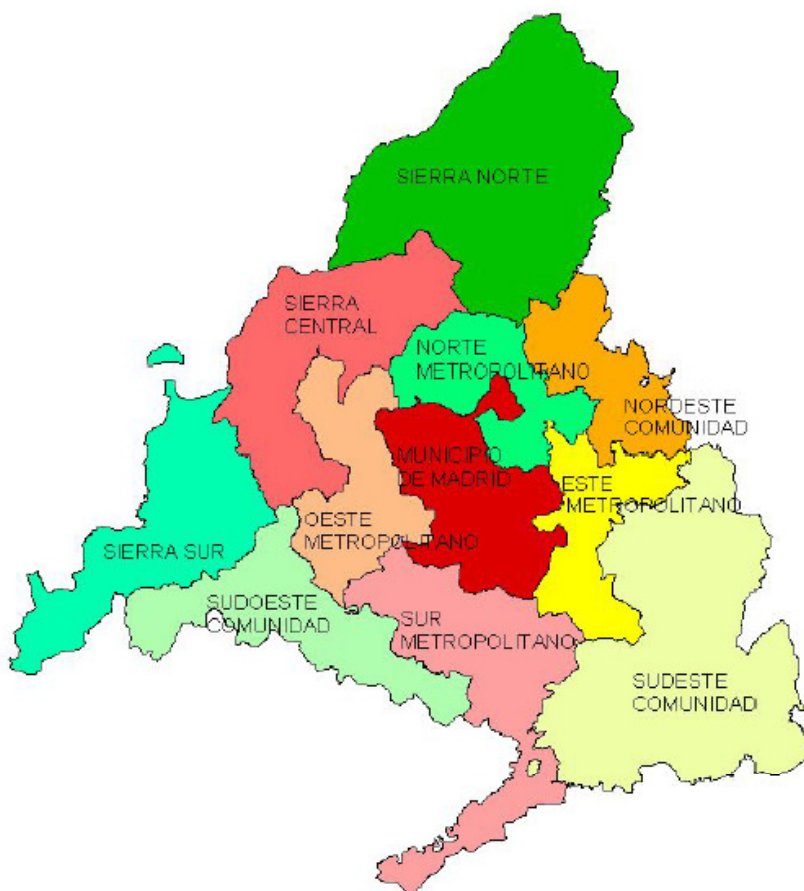 SIERRA NORTE
SIERRA
CENTRAL
NORTE
METROPOLITANO
NORDESTE
COMUNIDAD
MUNICIPIO
DE MADRID
ESTE
METROPOLITANO
OESTE
METROPOLITANO
SIERRA SUR
SUDOESTE
COMUNIDAD
SUR
METROPOLITANO
SUDESTE
COMUNIDAD